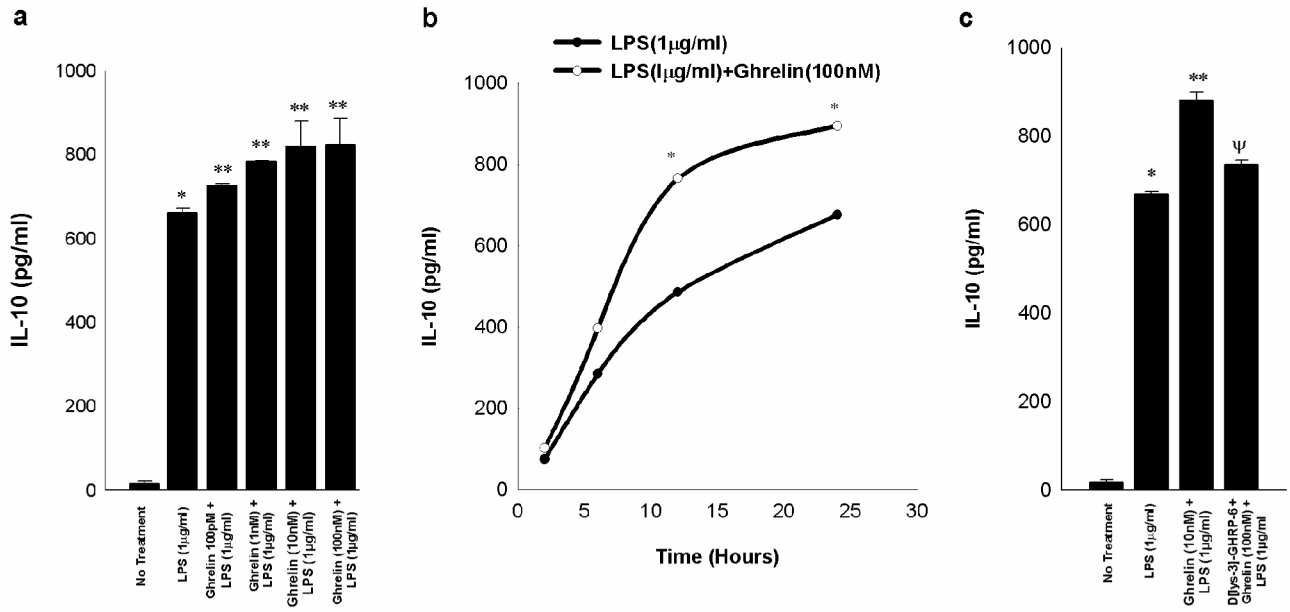 a
IL-10 (pg/ml)
1000
800
600
400
200
0
*
**
**
**
**
No Treatment
LPS (1μg/ml)
Ghrelin 100pM +
LPS (1μg/ml)
Ghrelin (1nM) +
LPS (1μg/ml)
Ghrelin (10nM) +
LPS (1μg/ml)
Ghrelin (100nM) +
LPS (1μg/ml)
b
LPS(1μg/ml)
LPS(Iμg/ml)+Ghrelin(100nM)
IL-10 (pg/ml)
1000
800
600
400
200
0
*
*
0 5 10 15 20 25 30
Time (Hours)
c
IL-10 (pg/ml)
1000
800
600
400
200
0
*
**
Ψ
No Treatment
LPS (1μg/ml)
Ghrelin (10nM) +
LPS (1μg/ml)
D[lys-3]-GHRP-6 +
Ghrelin (100nM) +
LPS (1μg/ml